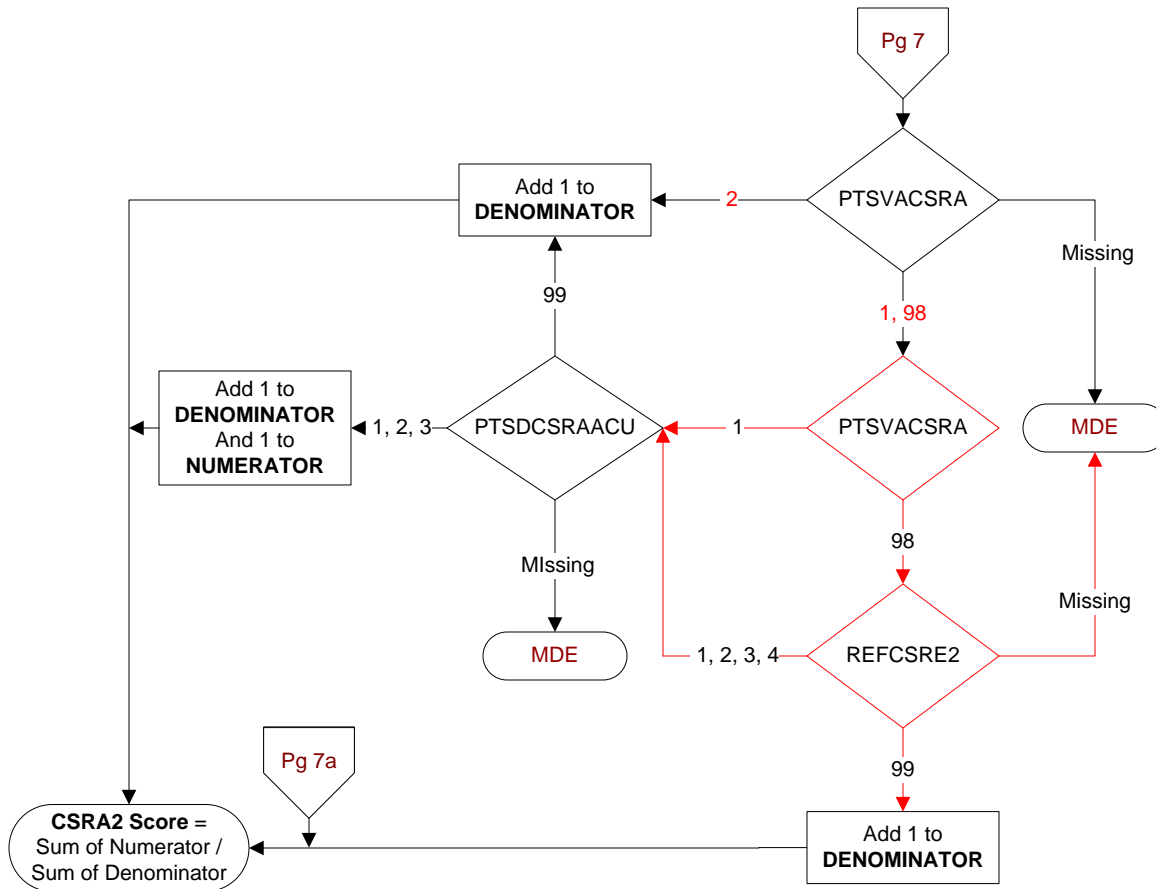 Pg 7
Add 1 to
DENOMINATOR
2
PTSVACSRA
Missing
99
1, 98
Add 1 to
DENOMINATOR
And 1 to
NUMERATOR
1, 2, 3
PTSDCSRAACU
1
PTSVACSRA
MDE
MIssing
98
Missing
MDE
1, 2, 3, 4
REFCSRE2
Pg 7a
99
CSRA2 Score =
Sum of Numerator /
Sum of Denominator
Add 1 to
DENOMINATOR